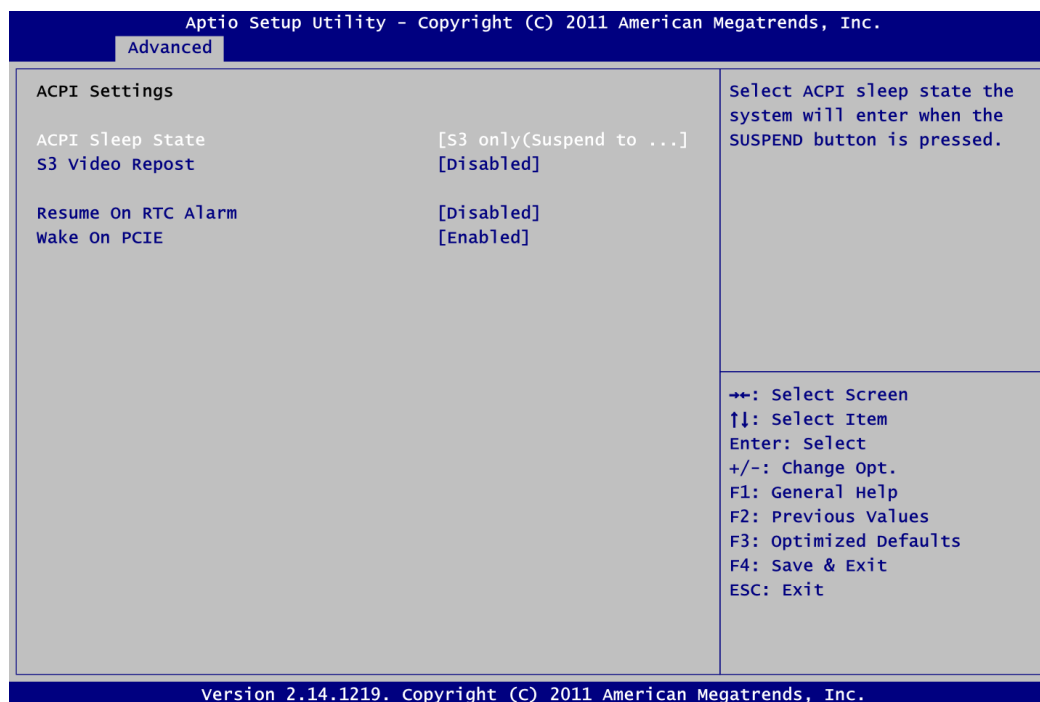 Aptio Setup Utility - Copyright (C) 2011 American Megatrends, Inc.
Advanced
ACPI Settings
ACPI Sleep State [S3 only(Suspend to ...]
S3 Video Repost [Disabled]
Resume On RTC Alarm [Disabled]
Wake On PCIE [Enabled]
Select ACPI sleep state the
system will enter when the
SUSPEND button is pressed.
→←: Select Screen
↑↓: Select Item
Enter: Select
+/-: Change Opt.
F1: General Help
F2: Previous Values
F3: Optimized Defaults
F4: Save & Exit
ESC: Exit
Version 2.14.1219. Copyright (C) 2011 American Megatrends, Inc.